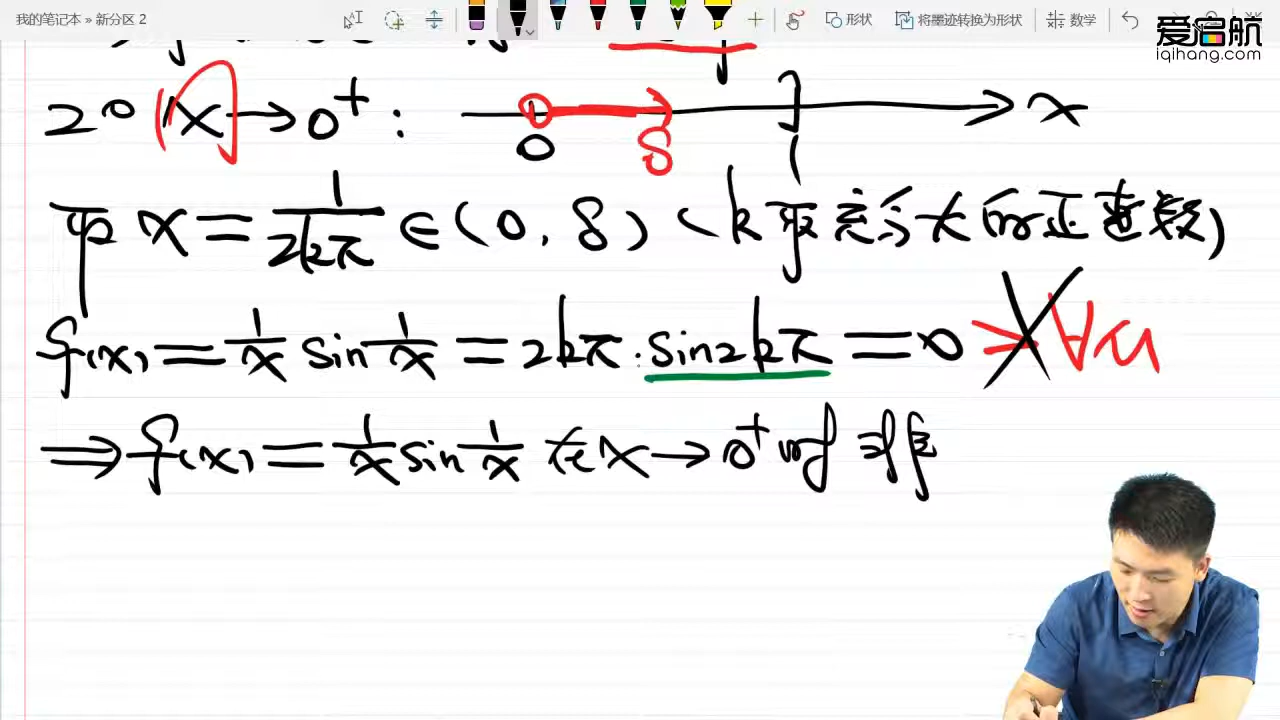 我的笔记本 » 新分区 2
形状 将墨迹转换为形状 数学
爱启航
iqihang.com
2° x→0⁺: 0 δ 1 x
取 x = 1/2kπ ∈(0, δ) (k取充分大的正整数)
f(x) = 1/x sin 1/x = 2kπ·sin2kπ = 0 > ∀M
⇒ f(x) = 1/x sin 1/x 在 x→0⁺ 时 非